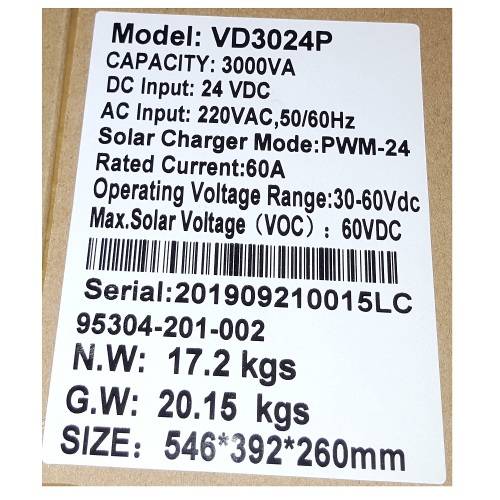 Model: VD3024P
CAPACITY: 3000VA
DC Input: 24 VDC
AC Input: 220VAC,50/60Hz
Solar Charger Mode:PWM-24
Rated Current:60A
Operating Voltage Range:30-60Vdc
Max.Solar Voltage（VOC）: 60VDC
Serial:201909210015LC
95304-201-002
N.W: 17.2 kgs
G.W: 20.15 kgs
SIZE: 546*392*260mm